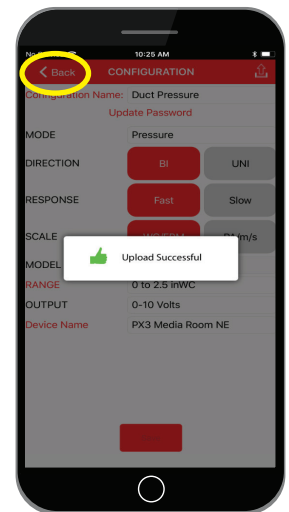 10:25 AM
Back CONFIGURATION
Configuration Name: Duct Pressure
Update Password
MODE Pressure
DIRECTION BI UNI
RESPONSE Fast Slow
SCALE
Upload Successful
MODEL
RANGE 0 to 2.5 inWC
OUTPUT 0-10 Volts
Device Name PX3 Media Room NE